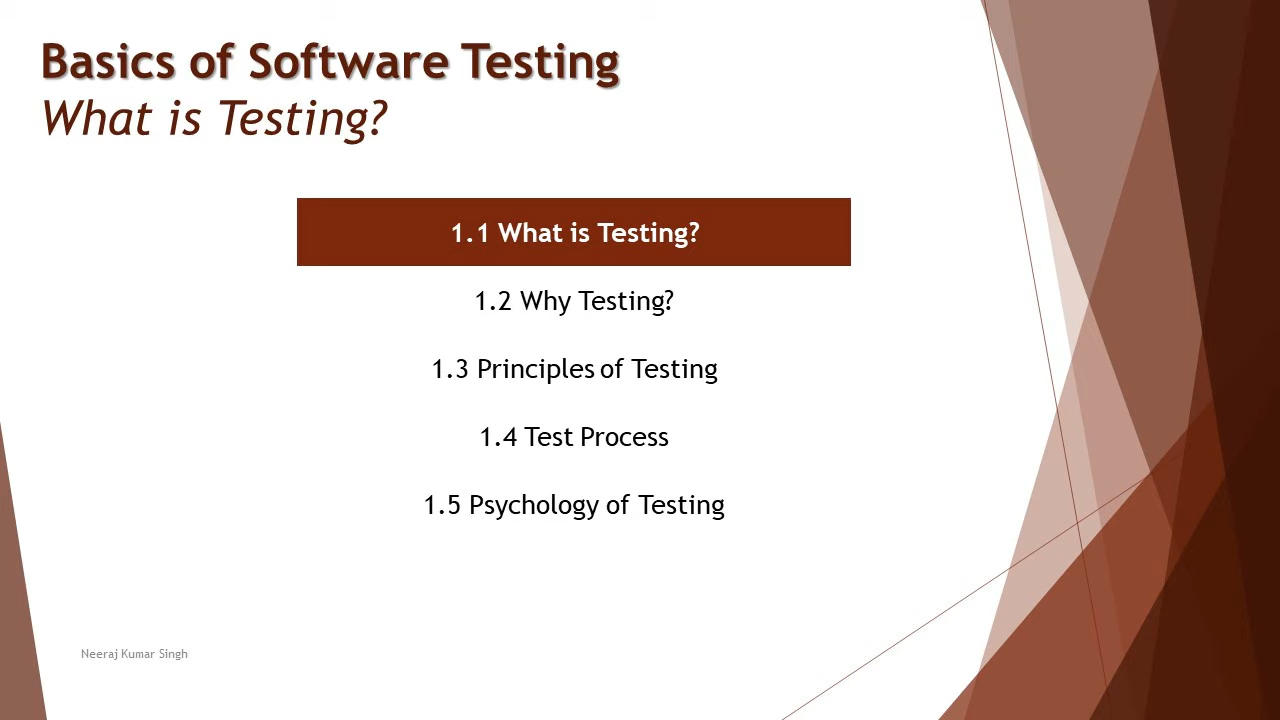 Basics of Software Testing
What is Testing?
1.1 What is Testing?
1.2 Why Testing?
1.3 Principles of Testing
1.4 Test Process
1.5 Psychology of Testing
Neeraj Kumar Singh